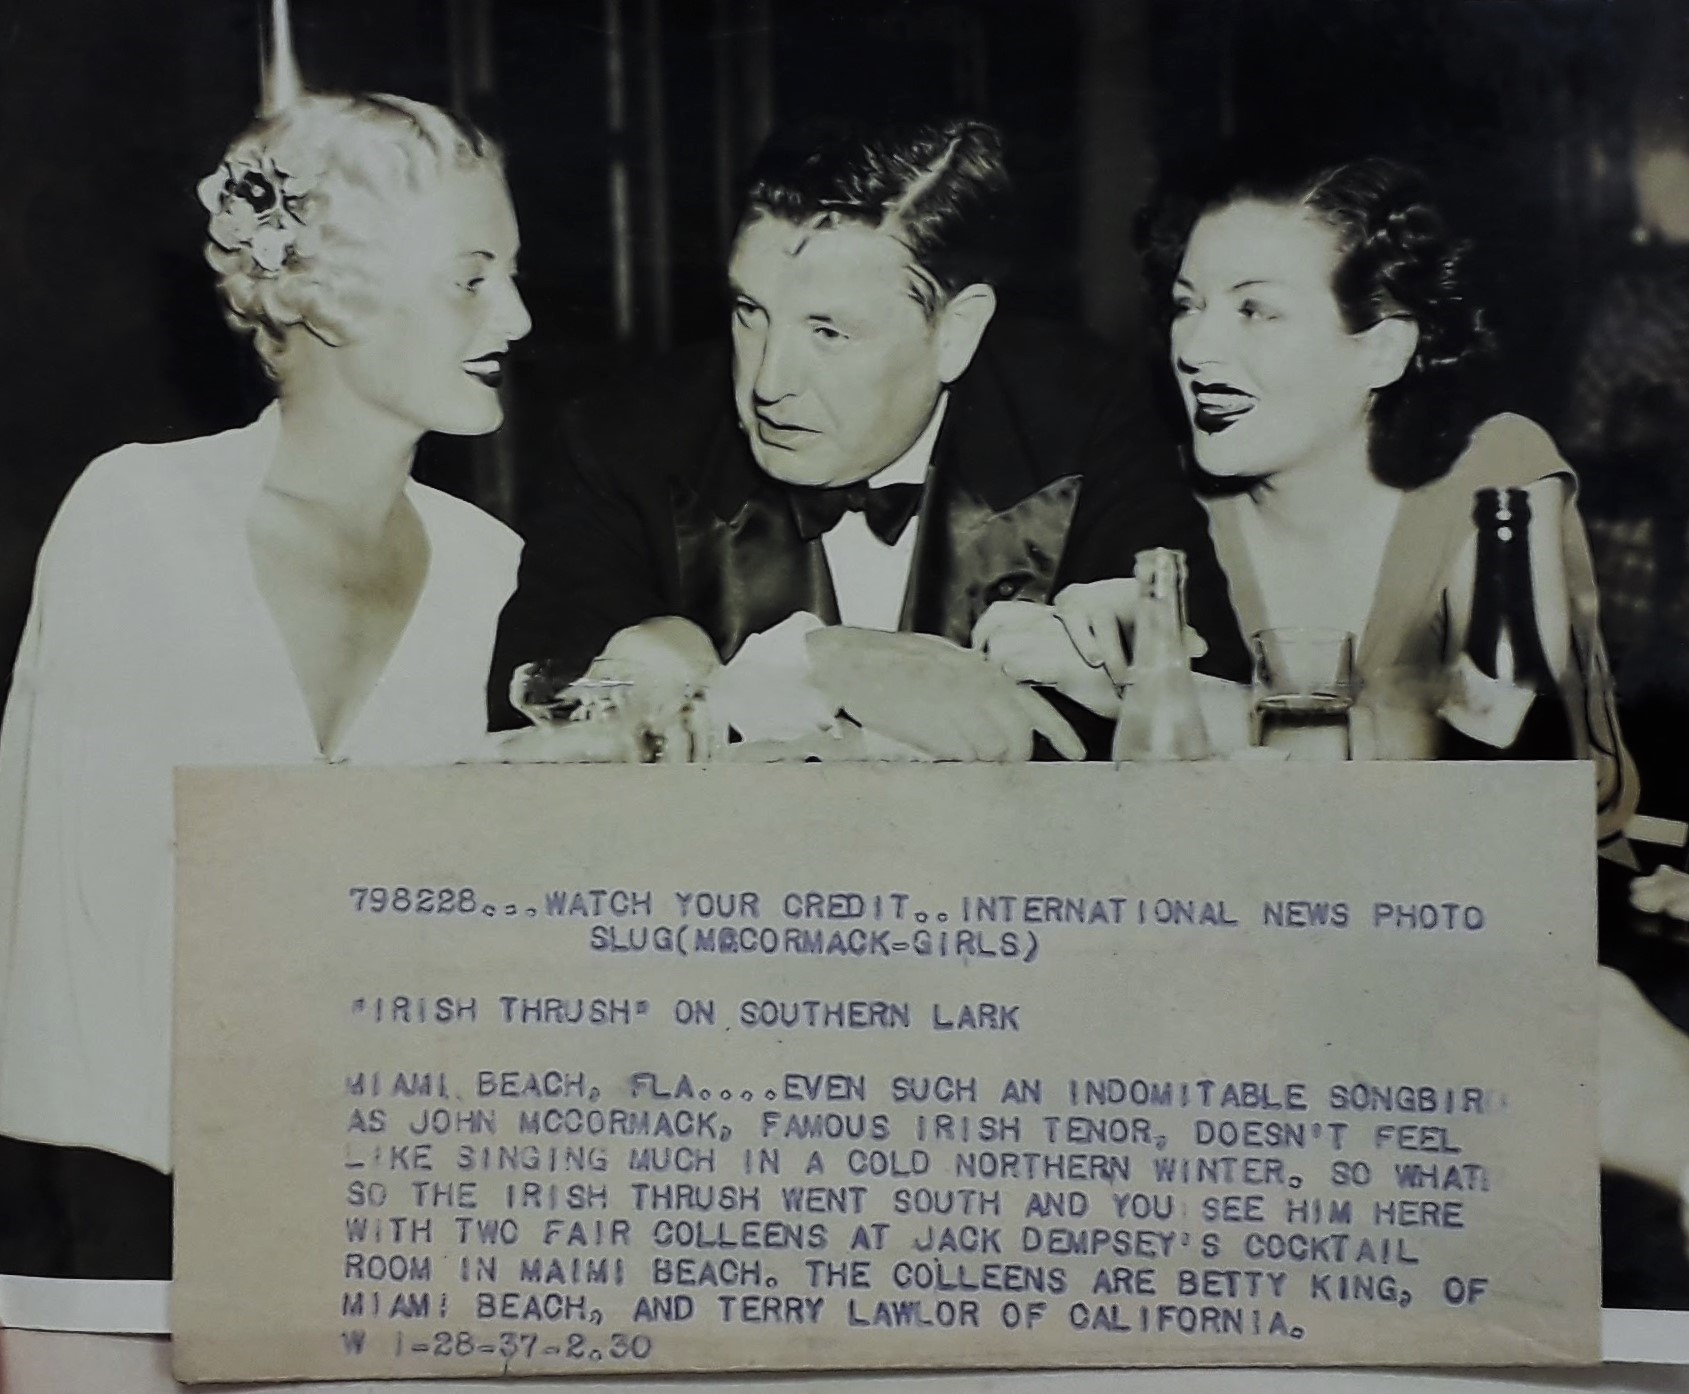 798228...WATCH YOUR CREDIT..INTERNATIONAL NEWS PHOTO
SLUG(MCCORMACK-GIRLS)
"IRISH THRUSH" ON SOUTHERN LARK
MIAMI BEACH, FLA....EVEN SUCH AN INDOMITABLE SONGBIRD
AS JOHN MCCORMACK, FAMOUS IRISH TENOR, DOESN'T FEEL
LIKE SINGING MUCH IN A COLD NORTHERN WINTER. SO WHAT:
SO THE IRISH THRUSH WENT SOUTH AND YOU SEE HIM HERE
WITH TWO FAIR COLLEENS AT JACK DEMPSEY'S COCKTAIL
ROOM IN MAIMI BEACH. THE COLLEENS ARE BETTY KING, OF
MIAMI BEACH, AND TERRY LAWLOR OF CALIFORNIA.
W 1-28-37-2.30